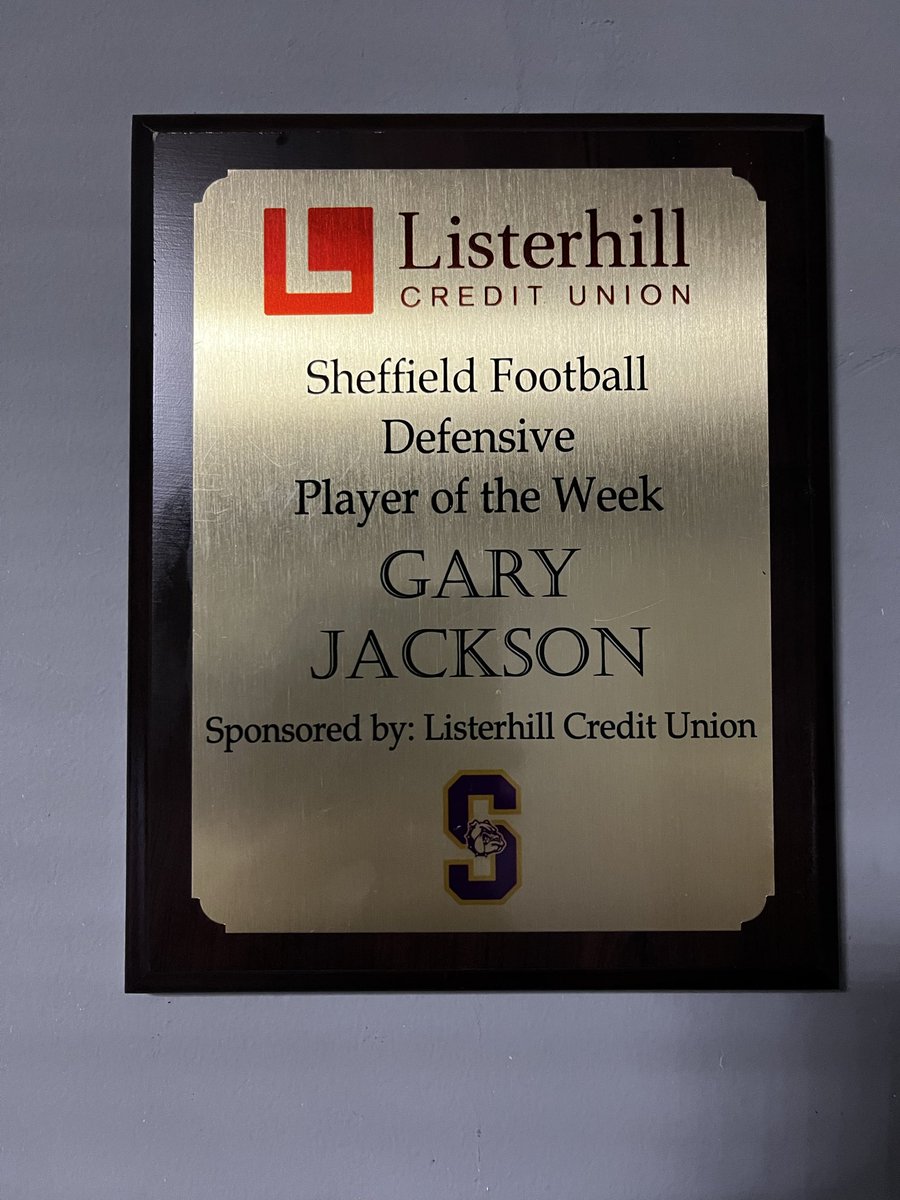 Listerhill
CREDIT UNION
Sheffield Football
Defensive
Player of the Week
GARY
JACKSON
Sponsored by: Listerhill Credit Union
S